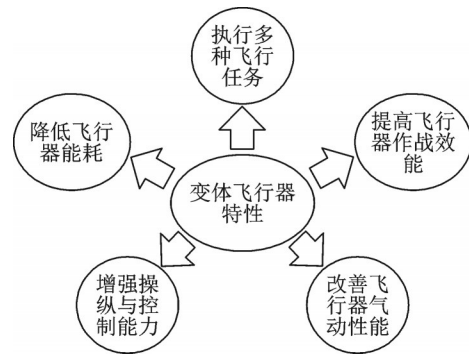 执行多
种飞行
任务
降低飞行
器能耗
提高飞行
器作战效
能
变体飞行器
特性
增强操
纵与控
制能力
改善飞
行器气
动性能